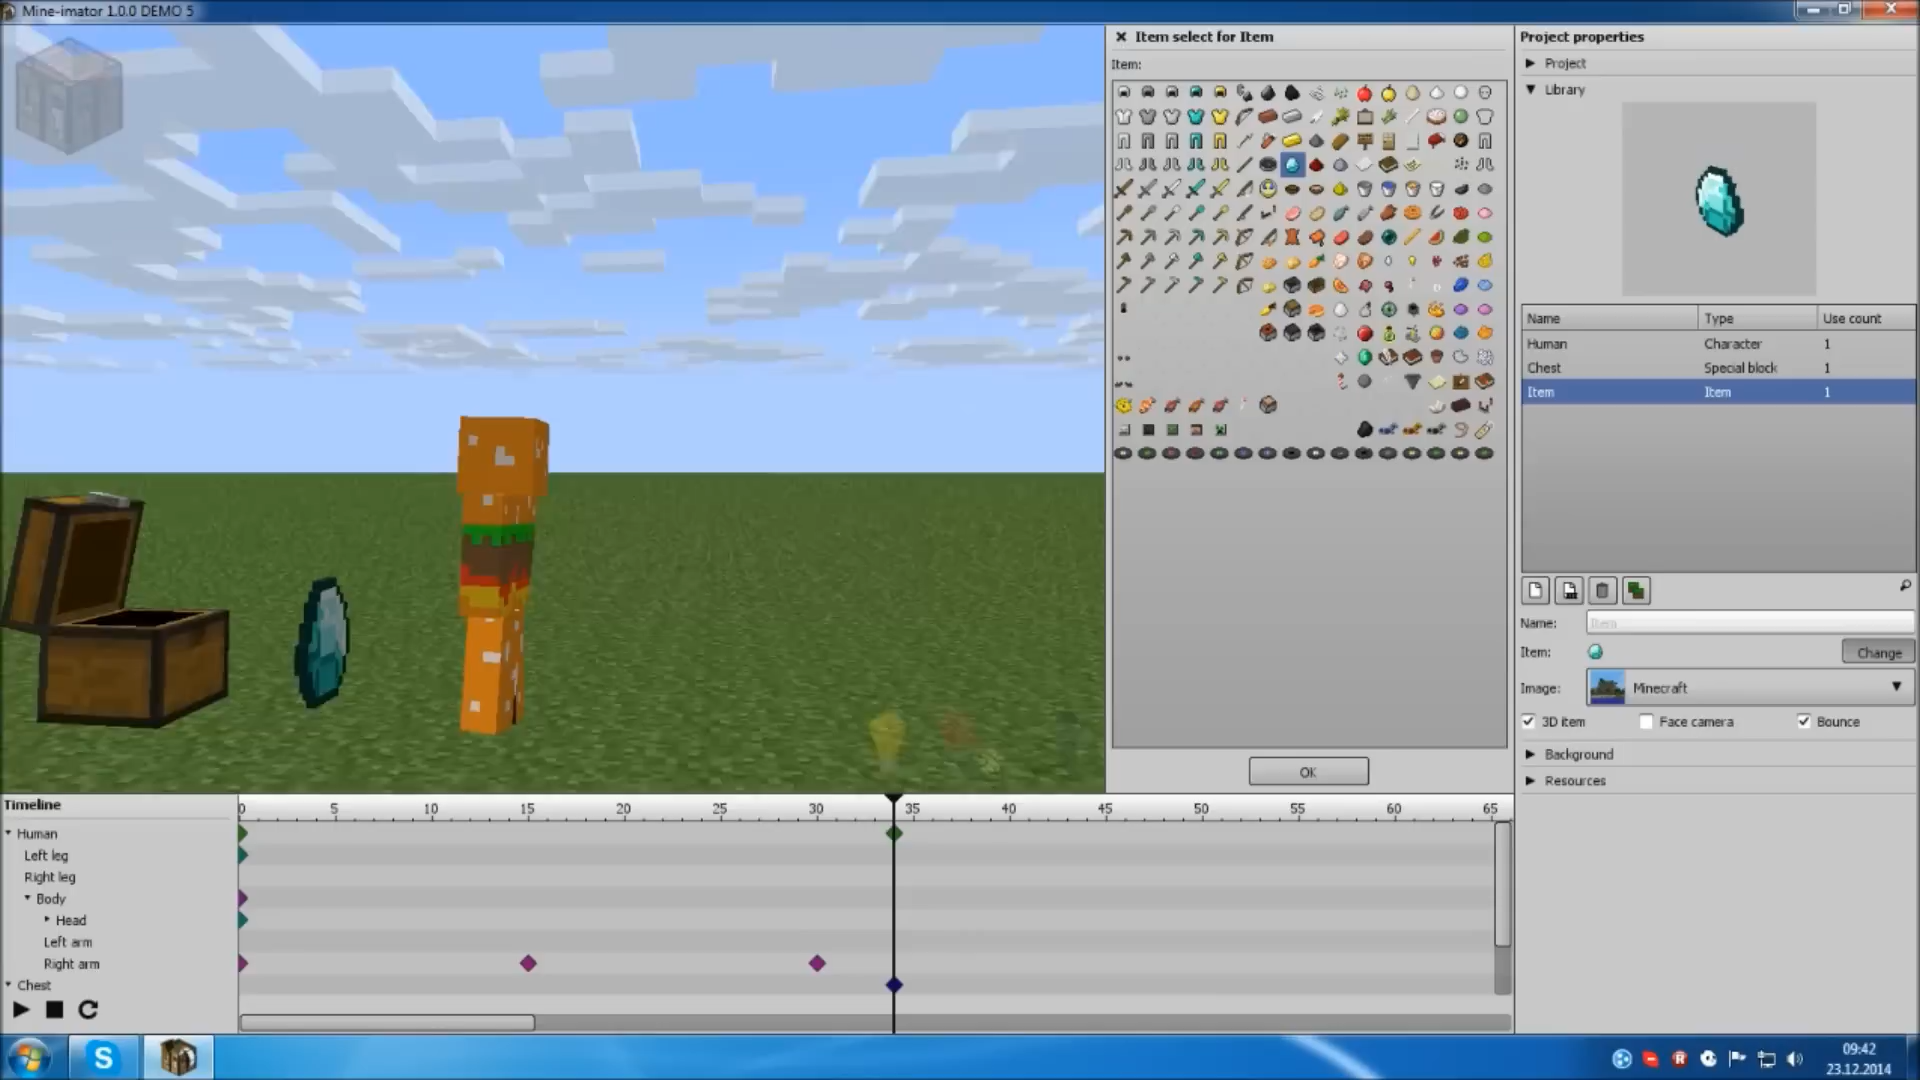 Mine-imator 1.0.0 DEMO 5
Item select for Item
Item:
OK
Project properties
Project
Library
Name Type Use count
Human Character 1
Chest Special block 1
Item Item 1
Name: Item
Item: Change
Image: Minecraft
3D item Face camera Bounce
Background
Resources
Timeline
0 5 10 15 20 25 30 35 40 45 50 55 60 65
Human
Left leg
Right leg
Body
Head
Left arm
Right arm
Chest
09:42
23.12.2014